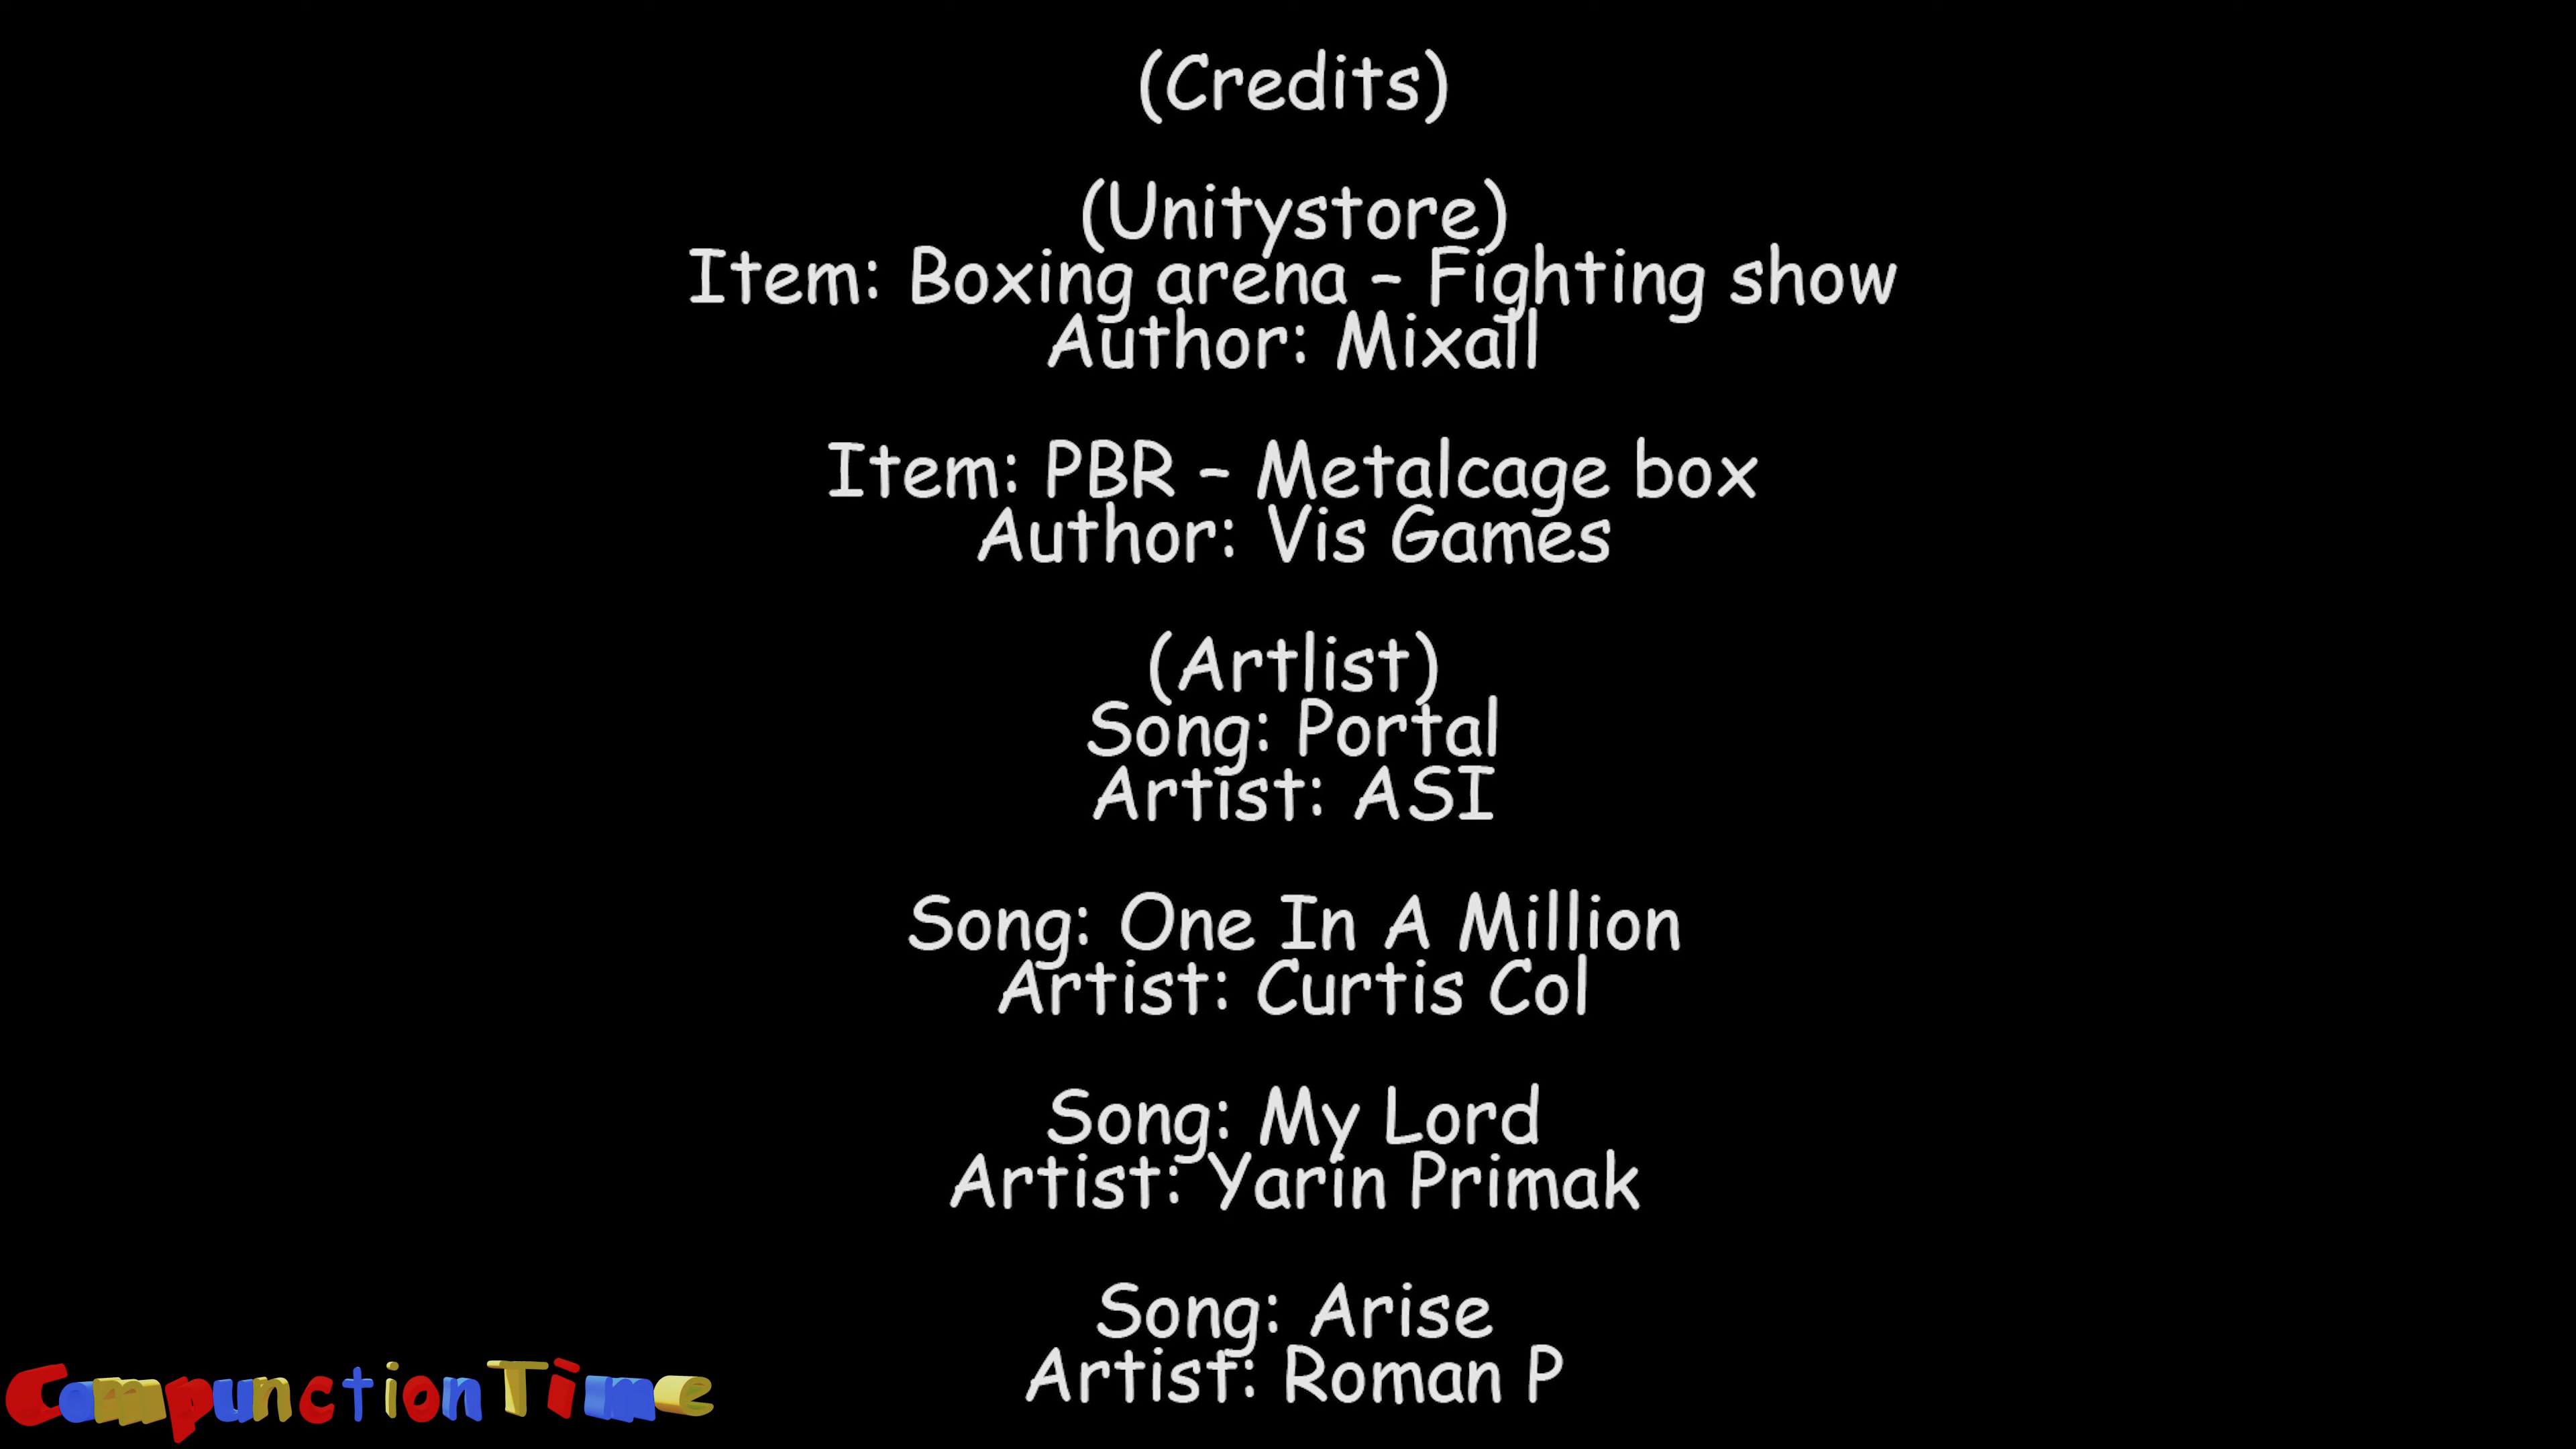 (Credits)
(Unitystore)
Item: Boxing arena - Fighting show
Author: Mixall
Item: PBR - Metalcage box
Author: Vis Games
(Artlist)
Song: Portal
Artist: ASI
Song: One In A Million
Artist: Curtis Col
Song: My Lord
Artist: Yarin Primak
Song: Arise
Artist: Roman P
CompunctionTime